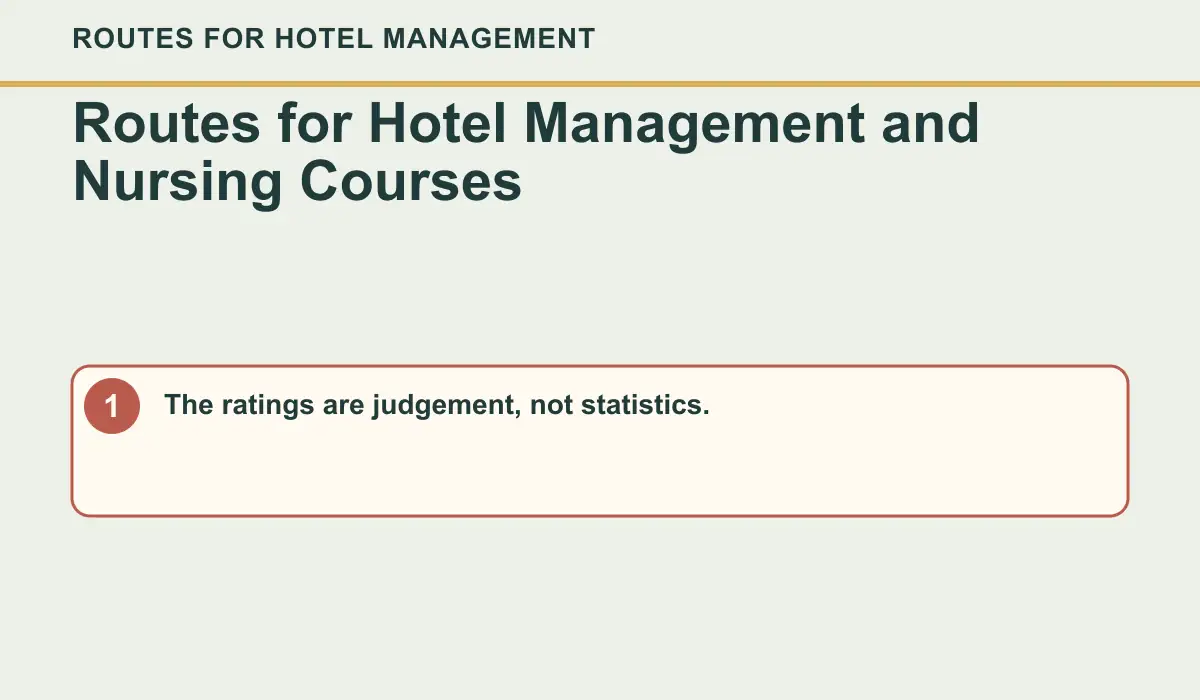 ROUTES FOR HOTEL MANAGEMENT
Routes for Hotel Management and
Nursing Courses
1 The ratings are judgement, not statistics.